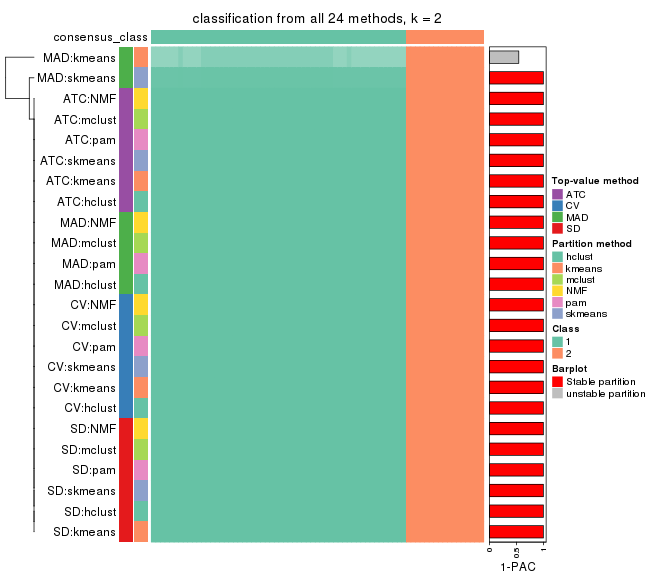 classification from all 24 methods, k = 2
consensus_class
MAD:kmeans
MAD:skmeans
ATC:NMF
ATC:mclust
ATC:pam
ATC:skmeans
ATC:kmeans
ATC:hclust
MAD:NMF
MAD:mclust
MAD:pam
MAD:hclust
CV:NMF
CV:mclust
CV:pam
CV:skmeans
CV:kmeans
CV:hclust
SD:NMF
SD:mclust
SD:pam
SD:skmeans
SD:hclust
SD:kmeans
0
0.5
1
1-PAC
Top-value method
ATC
CV
MAD
SD
Partition method
hclust
kmeans
mclust
NMF
pam
skmeans
Class
1
2
Barplot
Stable partition
unstable partition